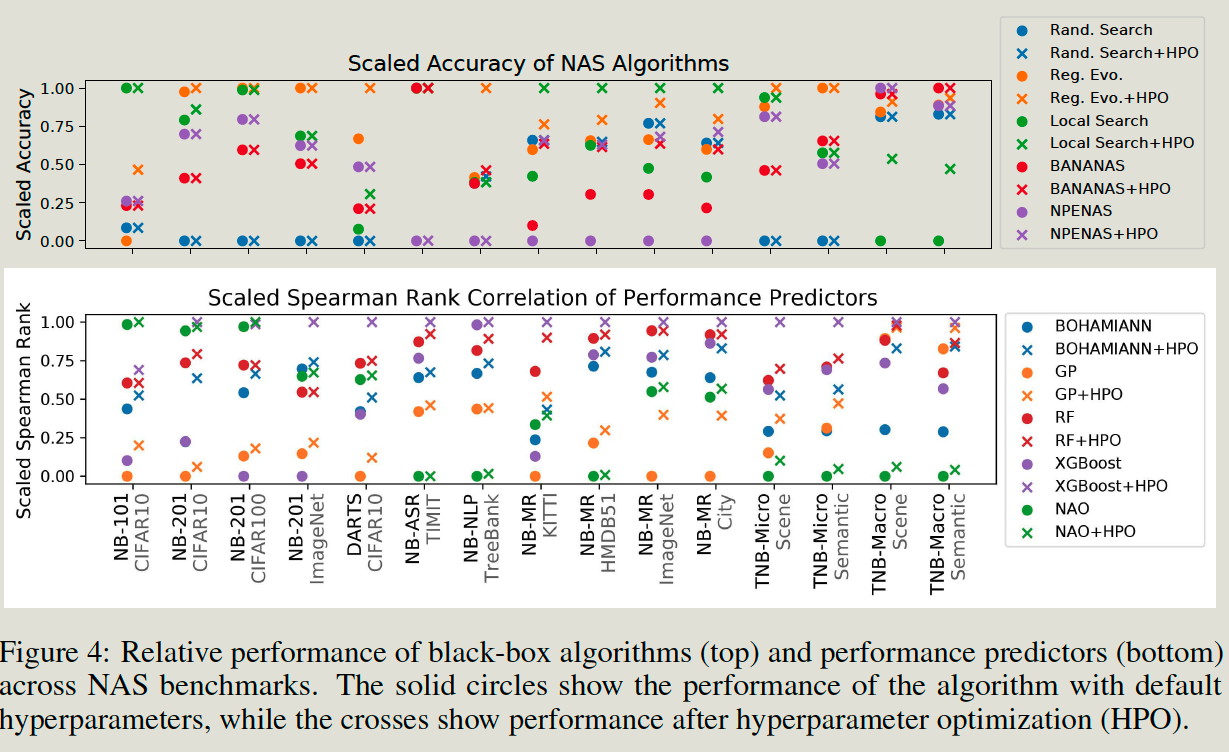 Scaled Accuracy of NAS Algorithms
Scaled Accuracy
1.00
0.75
0.50
0.25
0.00
Rand. Search
Rand. Search+HPO
Reg. Evo.
Reg. Evo.+HPO
Local Search
Local Search+HPO
BANANAS
BANANAS+HPO
NPENAS
NPENAS+HPO
Scaled Spearman Rank Correlation of Performance Predictors
Scaled Spearman Rank
1.00
0.75
0.50
0.25
0.00
BOHAMIANN
BOHAMIANN+HPO
GP
GP+HPO
RF
RF+HPO
XGBoost
XGBoost+HPO
NAO
NAO+HPO
NB-101
CIFAR10
NB-201
CIFAR10
NB-201
CIFAR100
NB-201
ImageNet
DARTS
CIFAR10
NB-ASR
TIMIT
NB-NLP
TreeBank
NB-MR
KITTI
NB-MR
HMDB51
NB-MR
ImageNet
NB-MR
City
TNB-Micro
Scene
TNB-Micro
Semantic
TNB-Macro
Scene
TNB-Macro
Semantic
Figure 4: Relative performance of black-box algorithms (top) and performance predictors (bottom)
across NAS benchmarks. The solid circles show the performance of the algorithm with default
hyperparameters, while the crosses show performance after hyperparameter optimization (HPO).